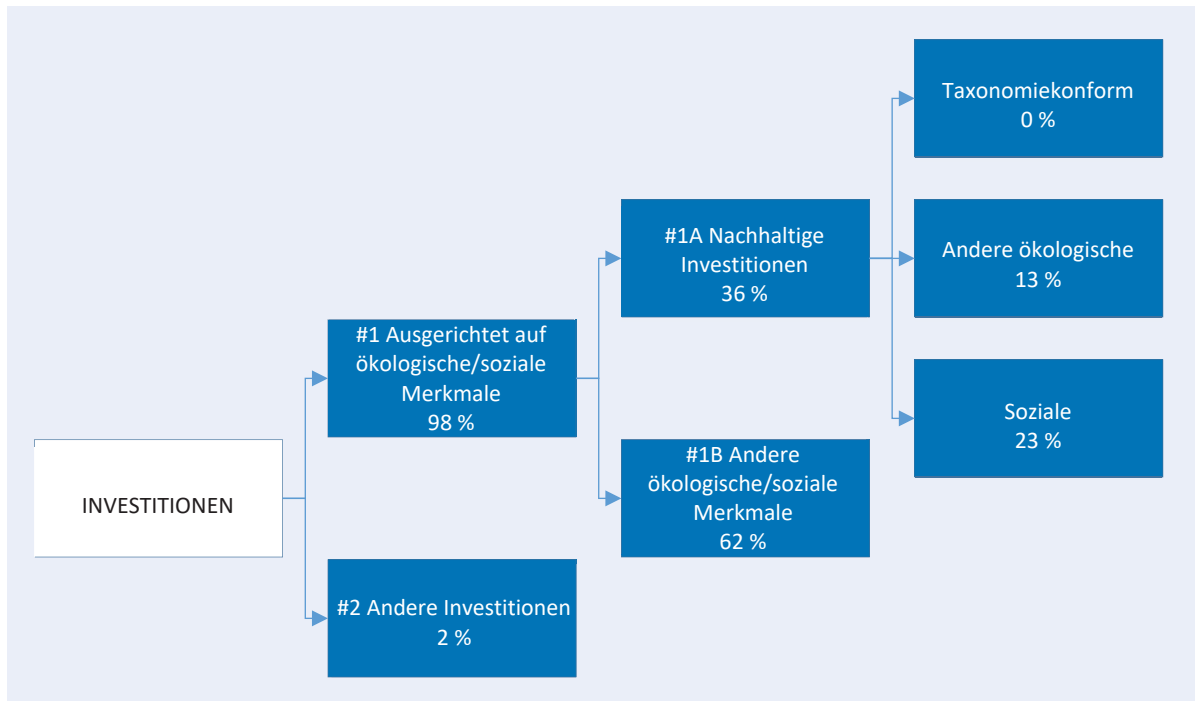 INVESTITIONEN
#1 Ausgerichtet auf
ökologische/soziale
Merkmale
98 %
#2 Andere Investitionen
2 %
#1A Nachhaltige
Investitionen
36 %
#1B Andere
ökologische/soziale
Merkmale
62 %
Taxonomiekonform
0 %
Andere ökologische
13 %
Soziale
23 %